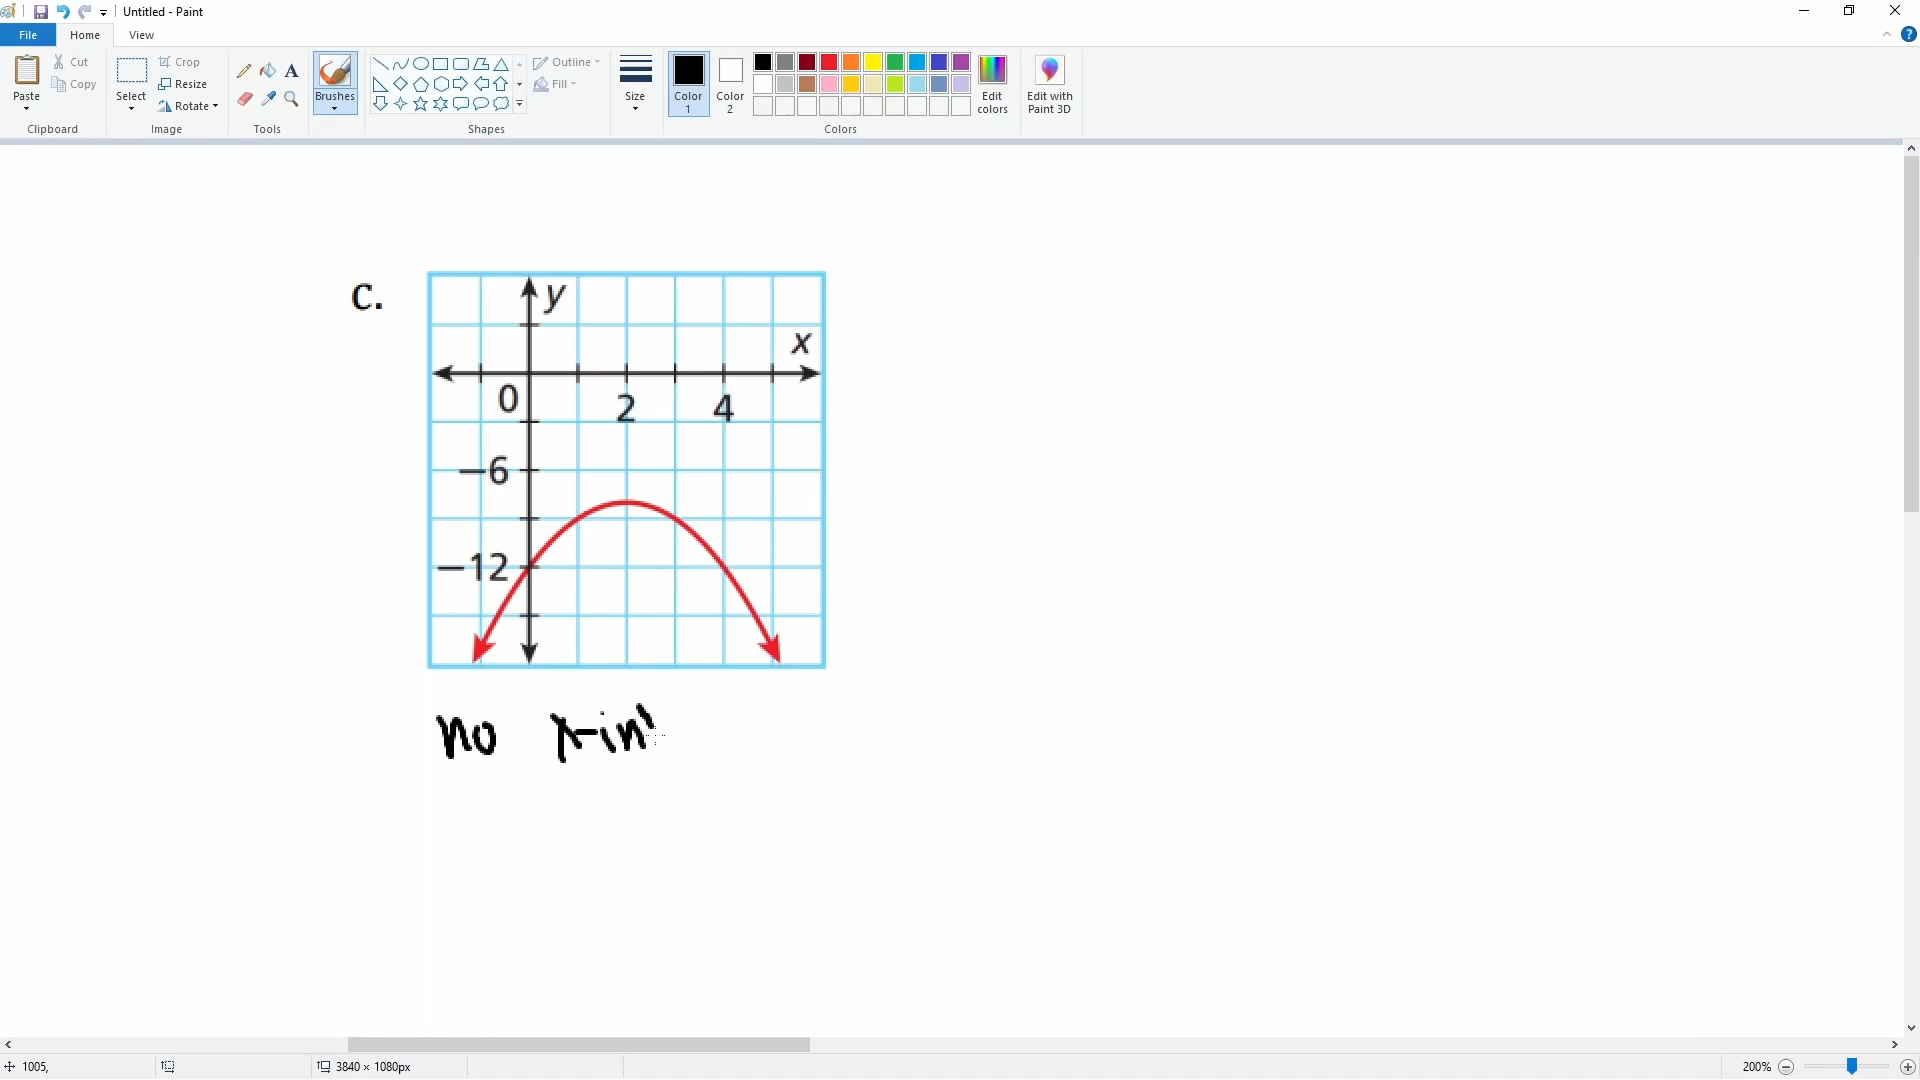 Untitled - Paint
File Home View
Paste
Cut
Copy
Clipboard
Select
Crop
Resize
Rotate
Image
Tools
Brushes
Shapes
Outline
Fill
Size
Color 1
Color 2
Colors
Edit colors
Edit with Paint 3D
c.
y
x
0 2 4
−6
−12
no x-in
1005,
3840 × 1080px
200%